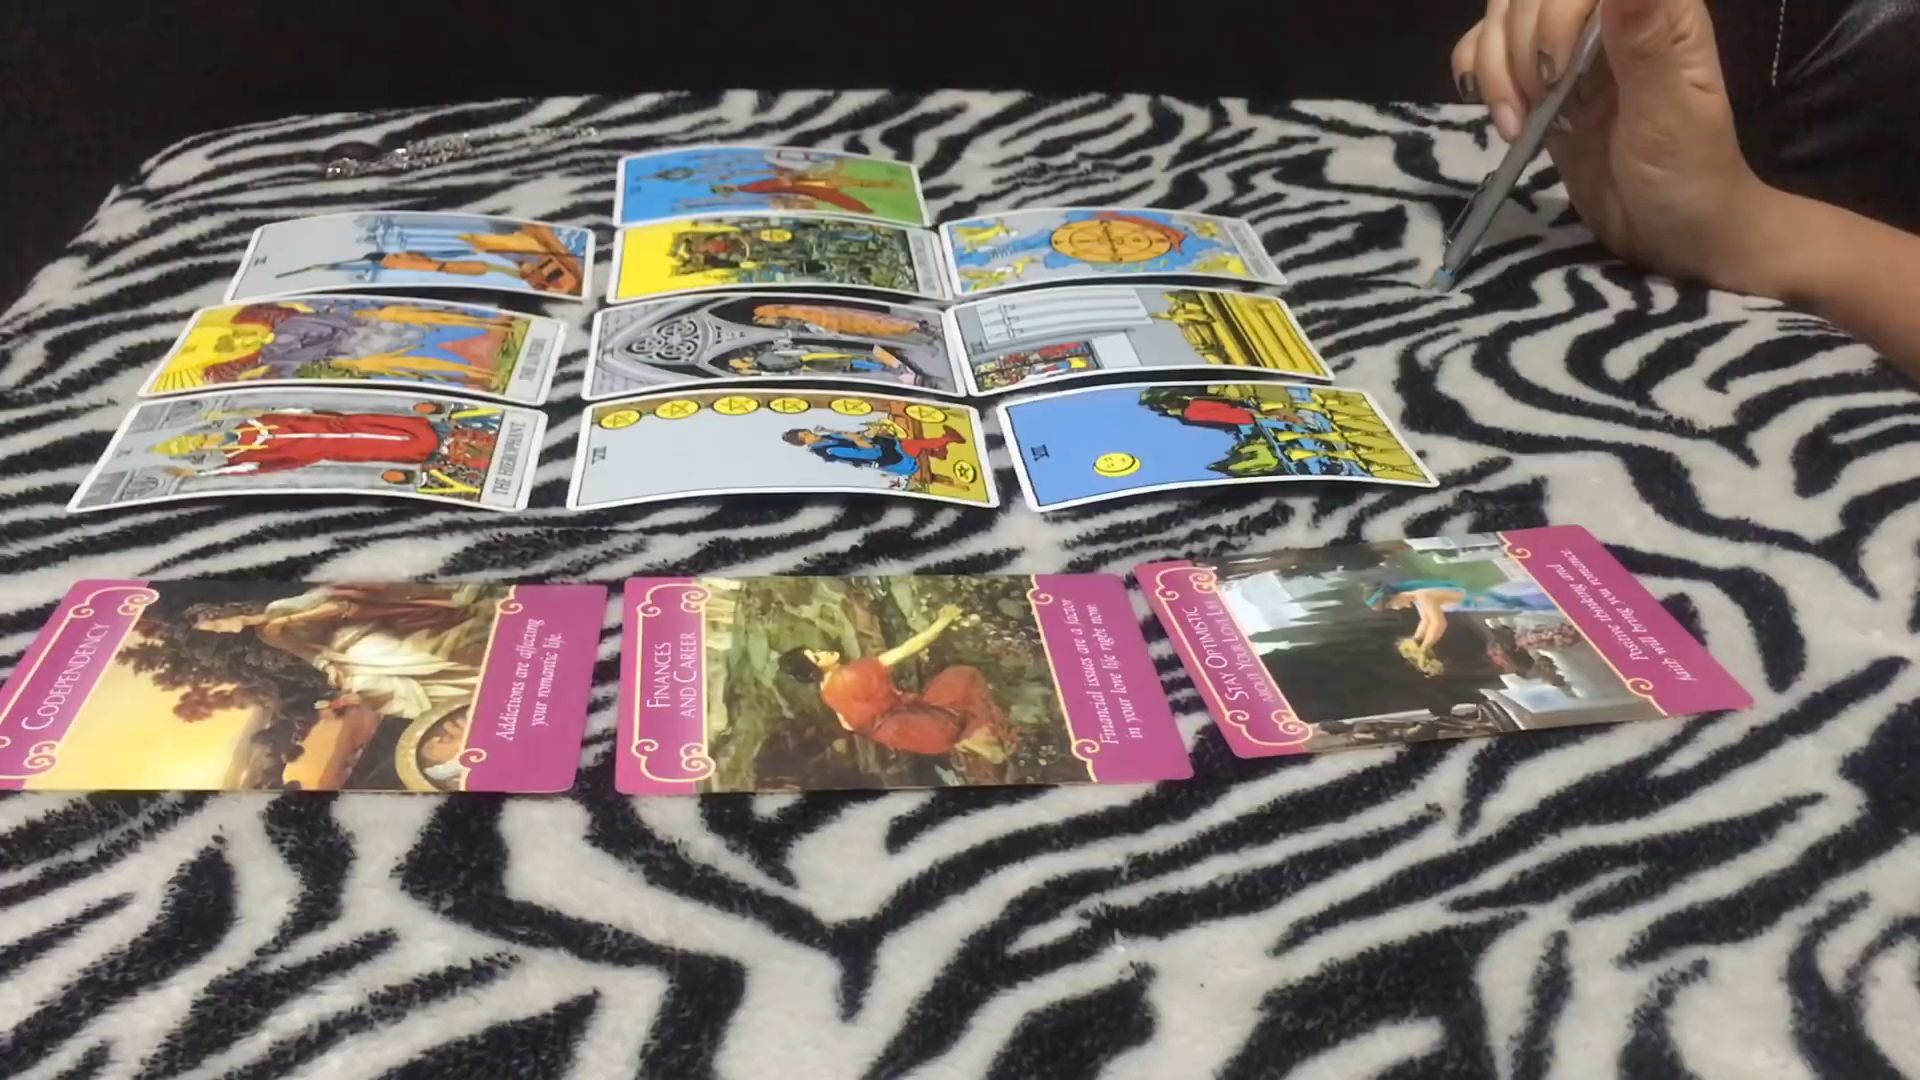 THE LOVERS
THE HIEROPHANT
VIII
VIII
CODEPENDENCY
Addictions are affecting
your romantic life.
FINANCES
AND CAREER
Financial issues are a factor
in your love life right now.
STAY OPTIMISTIC
ABOUT YOUR LOVE LIFE
Positive thinking and
faith will bring you romance.